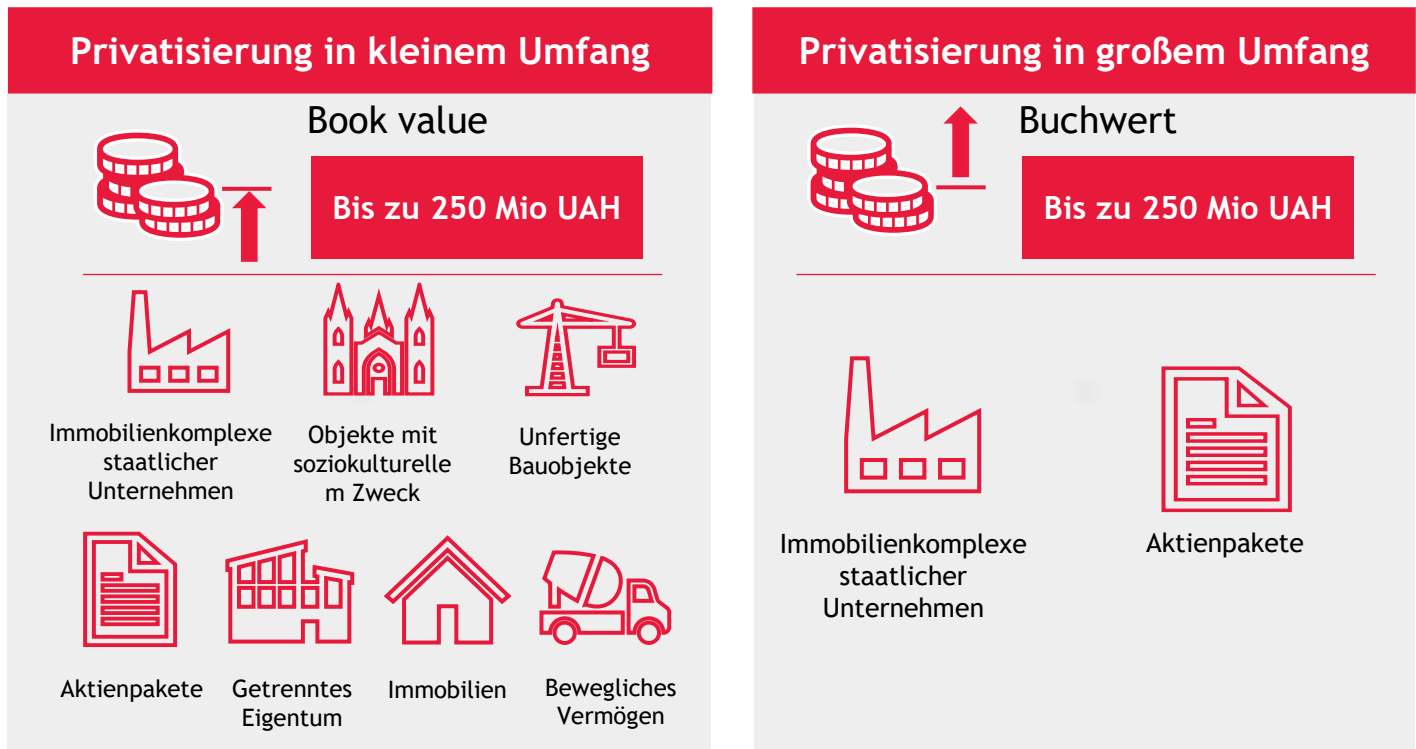 Privatisierung in kleinem Umfang
Book value
Bis zu 250 Mio UAH
Immobilienkomplexe
staatlicher
Unternehmen
Objekte mit
soziokulturelle
m Zweck
Unfertige
Bauobjekte
Aktienpakete
Getrenntes
Eigentum
Immobilien
Bewegliches
Vermögen
Privatisierung in großem Umfang
Buchwert
Bis zu 250 Mio UAH
Immobilienkomplexe
staatlicher
Unternehmen
Aktienpakete